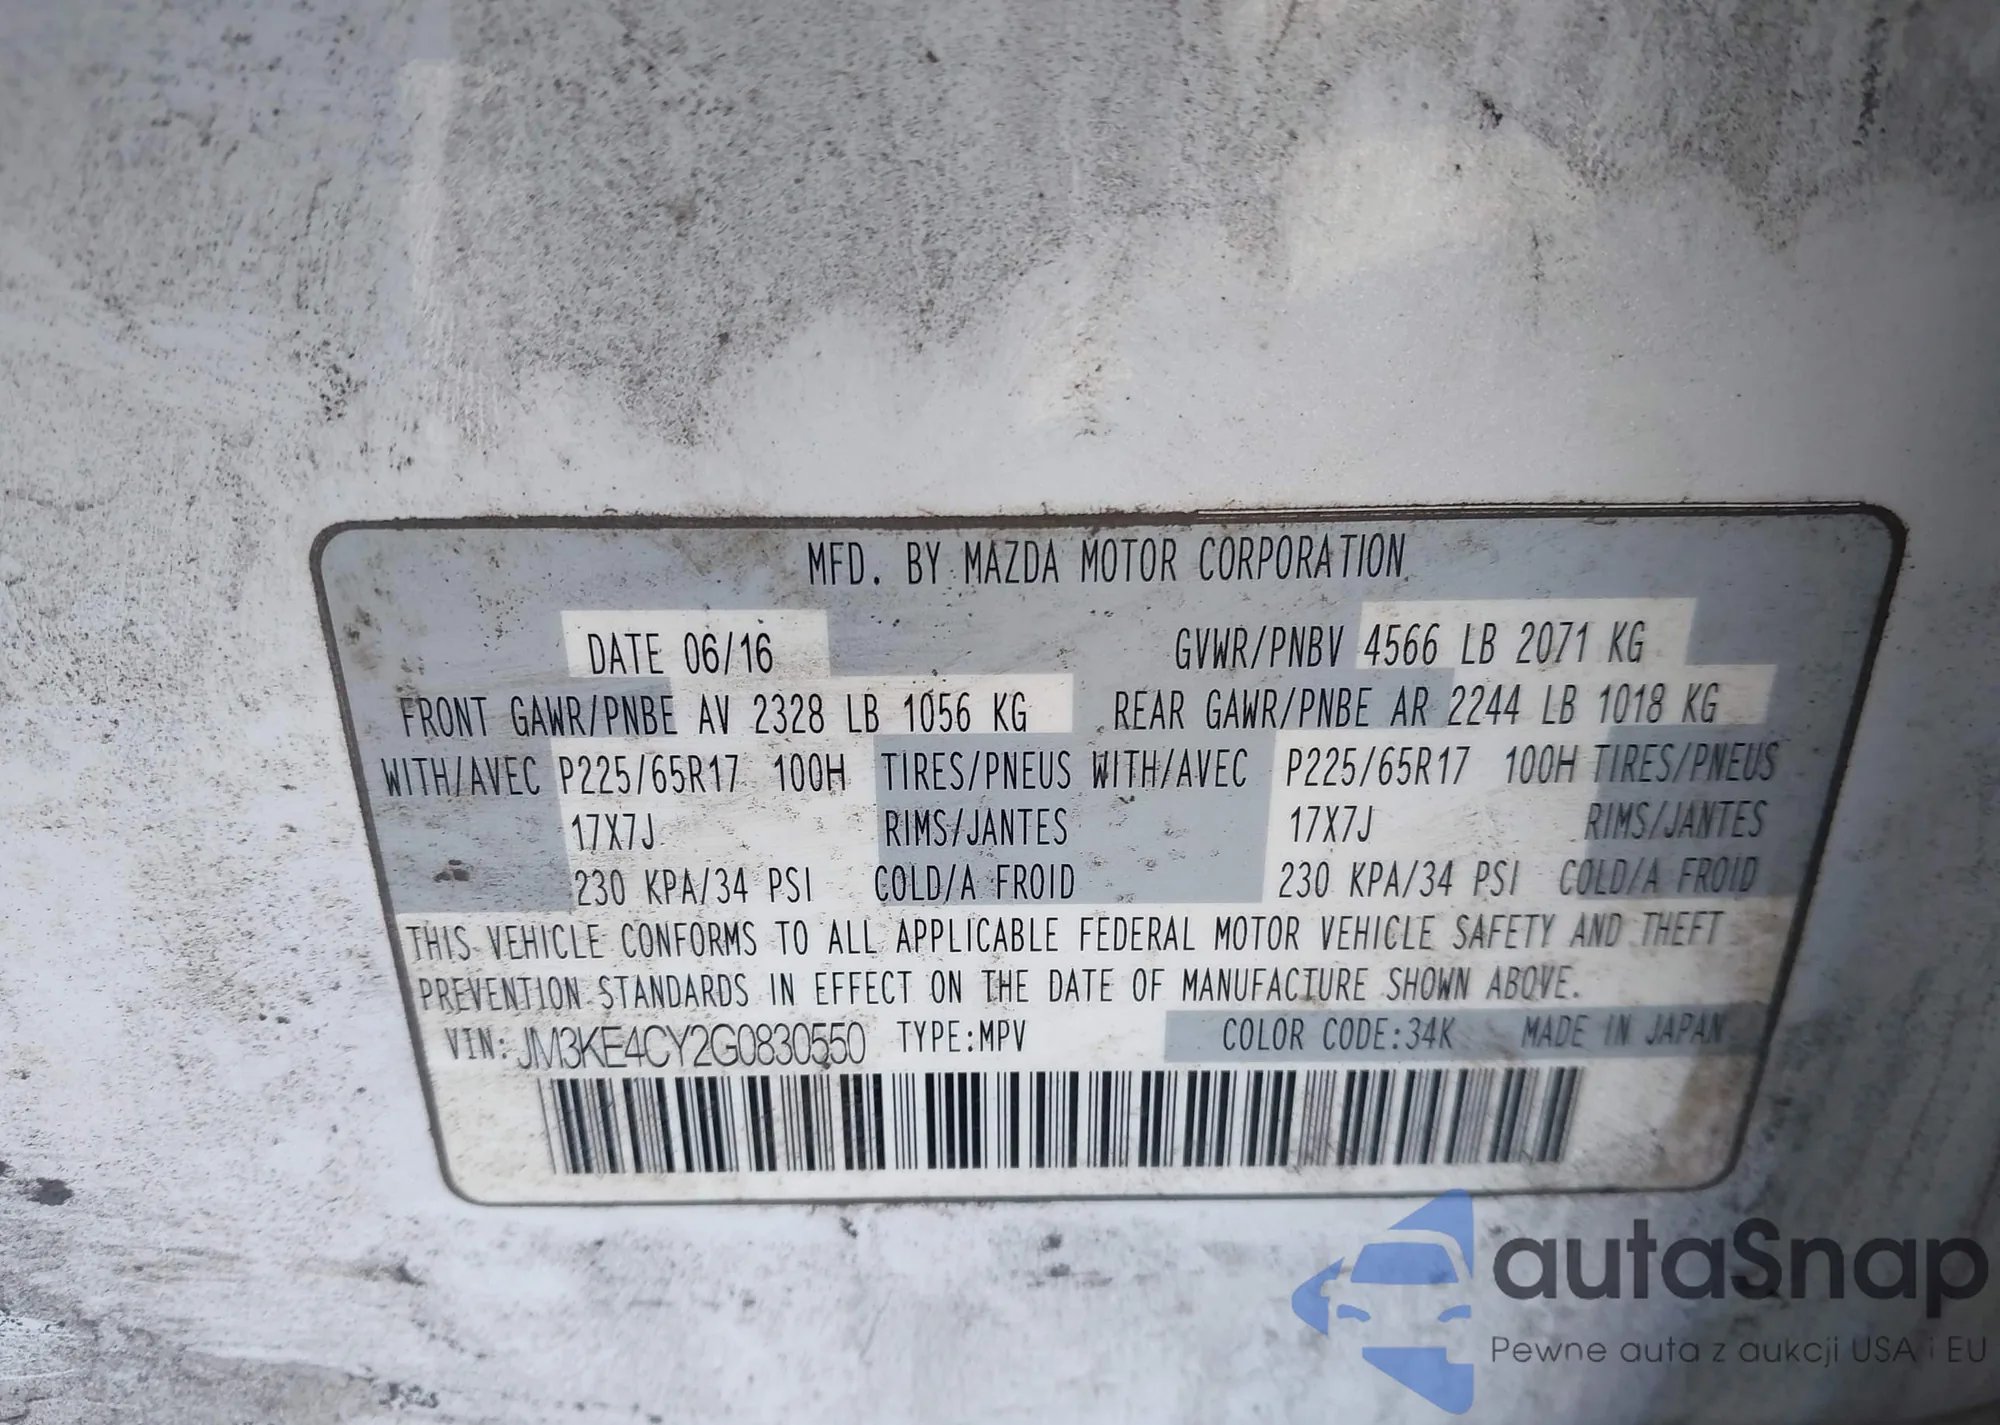 MFD. BY MAZDA MOTOR CORPORATION
DATE 06/16 GVWR/PNBV 4566 LB 2071 KG
FRONT GAWR/PNBE AV 2328 LB 1056 KG REAR GAWR/PNBE AR 2244 LB 1018 KG
WITH/AVEC P225/65R17 100H TIRES/PNEUS WITH/AVEC P225/65R17 100H TIRES/PNEUS
17X7J RIMS/JANTES 17X7J RIMS/JANTES
230 KPA/34 PSI COLD/A FROID 230 KPA/34 PSI COLD/A FROID
THIS VEHICLE CONFORMS TO ALL APPLICABLE FEDERAL MOTOR VEHICLE SAFETY AND THEFT
PREVENTION STANDARDS IN EFFECT ON THE DATE OF MANUFACTURE SHOWN ABOVE.
VIN: JM3KE4CY2G0830550 TYPE:MPV COLOR CODE:34K MADE IN JAPAN
autaSnap
Pewne auta z aukcji USA i EU